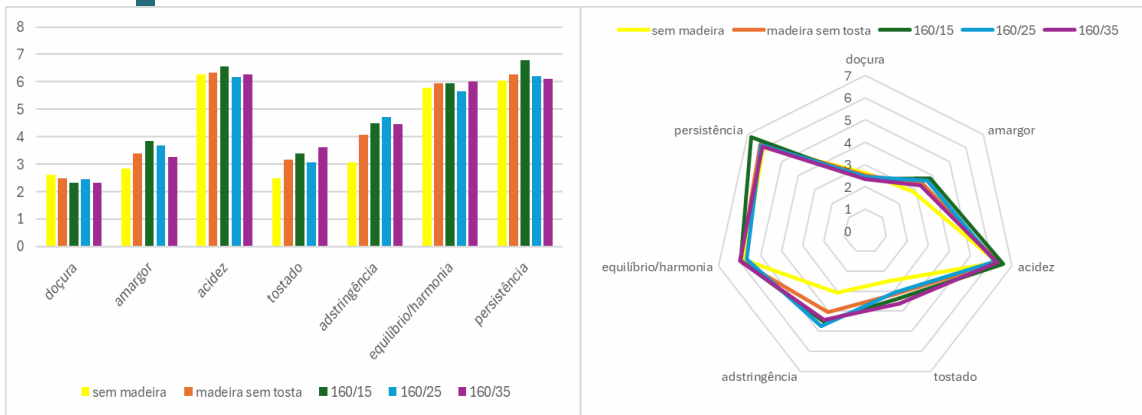 8
7
6
5
4
3
2
1
0
doçura
amargor
acidez
tostado
adstringência
equilíbrio/harmonia
persistência
sem madeira madeira sem tosta 160/15 160/25 160/35
sem madeira madeira sem tosta 160/15 160/25 160/35
doçura
7
6
5
4
3
2
1
0
amargor
acidez
tostado
adstringência
equilíbrio/harmonia
persistência